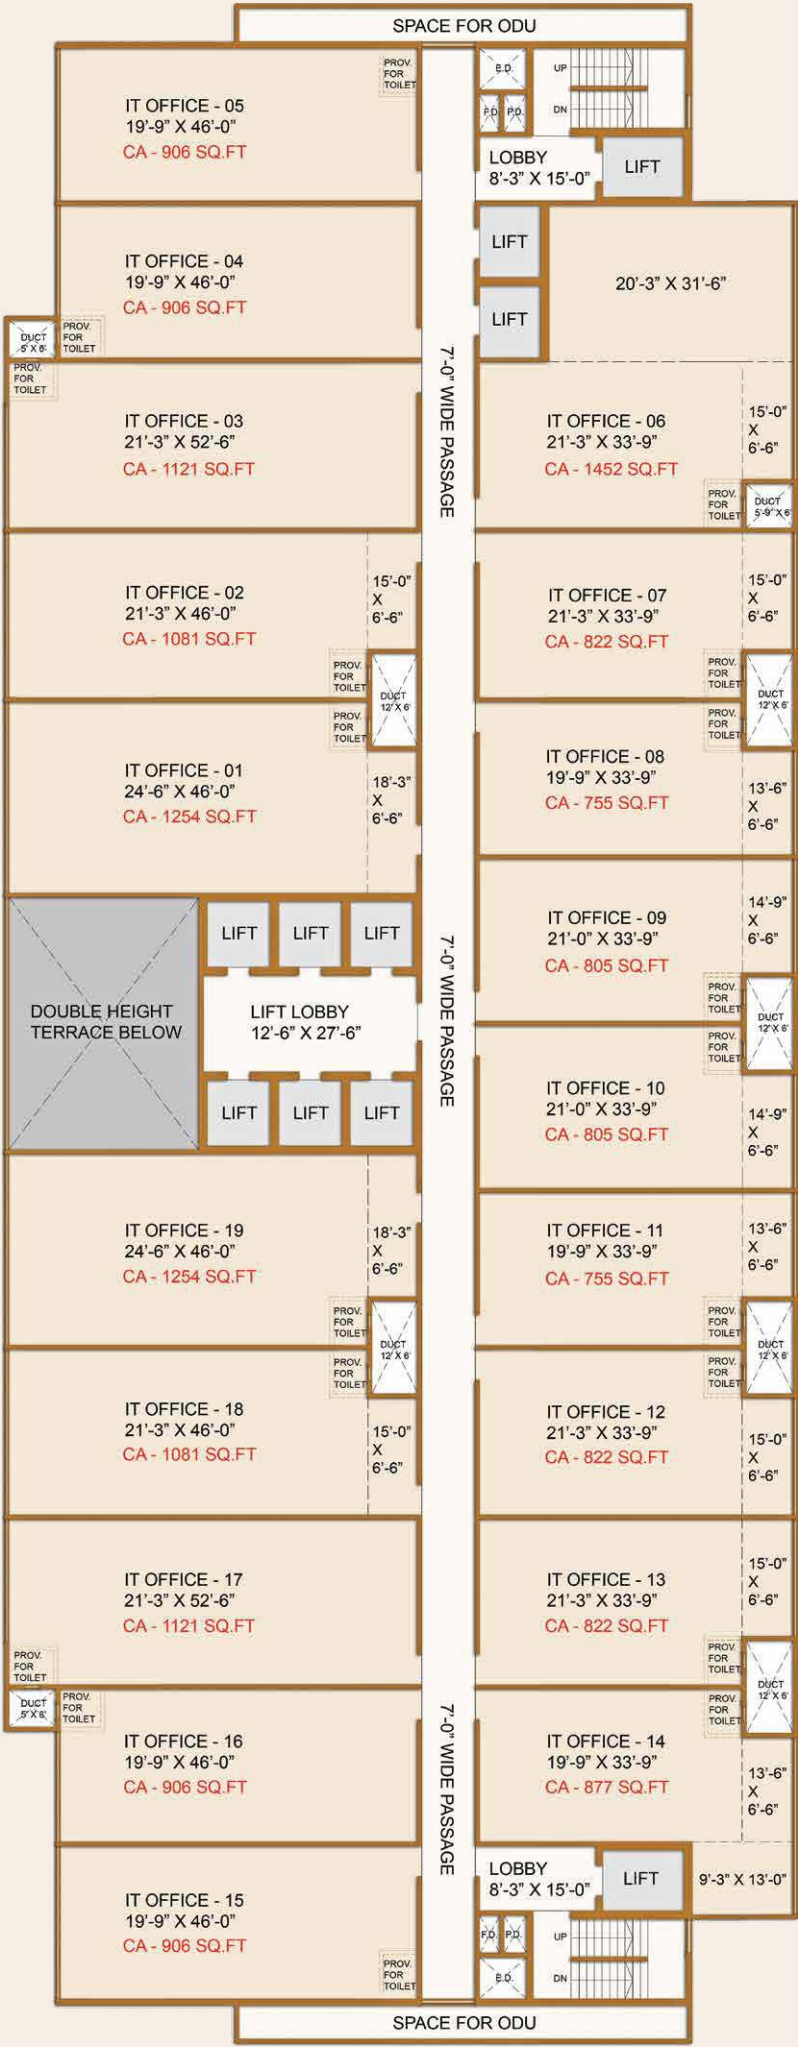 SPACE FOR ODU
PROV.
FOR
TOILET
IT OFFICE - 05
19'-9" X 46'-0"
CA - 906 SQ.FT
E.D.
UP
F.D.
P.D.
DN
LOBBY
8'-3" X 15'-0"
LIFT
IT OFFICE - 04
19'-9" X 46'-0"
CA - 906 SQ.FT
LIFT
20'-3" X 31'-6"
LIFT
DUCT
5' X 6'
PROV.
FOR
TOILET
PROV.
FOR
TOILET
7'-0" WIDE PASSAGE
IT OFFICE - 03
21'-3" X 52'-6"
CA - 1121 SQ.FT
IT OFFICE - 06
21'-3" X 33'-9"
CA - 1452 SQ.FT
15'-0"
X
6'-6"
PROV.
FOR
TOILET
DUCT
5'-9" X 6'
IT OFFICE - 02
21'-3" X 46'-0"
CA - 1081 SQ.FT
15'-0"
X
6'-6"
IT OFFICE - 07
21'-3" X 33'-9"
CA - 822 SQ.FT
15'-0"
X
6'-6"
PROV.
FOR
TOILET
DUCT
12' X 6'
PROV.
FOR
TOILET
PROV.
FOR
TOILET
DUCT
12' X 6'
PROV.
FOR
TOILET
IT OFFICE - 01
24'-6" X 46'-0"
CA - 1254 SQ.FT
18'-3"
X
6'-6"
IT OFFICE - 08
19'-9" X 33'-9"
CA - 755 SQ.FT
13'-6"
X
6'-6"
LIFT
LIFT
LIFT
DOUBLE HEIGHT
TERRACE BELOW
LIFT LOBBY
12'-6" X 27'-6"
LIFT
LIFT
LIFT
7'-0" WIDE PASSAGE
IT OFFICE - 09
21'-0" X 33'-9"
CA - 805 SQ.FT
14'-9"
X
6'-6"
PROV.
FOR
TOILET
DUCT
12' X 6'
PROV.
FOR
TOILET
IT OFFICE - 10
21'-0" X 33'-9"
CA - 805 SQ.FT
14'-9"
X
6'-6"
IT OFFICE - 19
24'-6" X 46'-0"
CA - 1254 SQ.FT
18'-3"
X
6'-6"
IT OFFICE - 11
19'-9" X 33'-9"
CA - 755 SQ.FT
13'-6"
X
6'-6"
PROV.
FOR
TOILET
DUCT
12' X 6'
PROV.
FOR
TOILET
PROV.
FOR
TOILET
DUCT
12' X 6'
PROV.
FOR
TOILET
IT OFFICE - 18
21'-3" X 46'-0"
CA - 1081 SQ.FT
15'-0"
X
6'-6"
IT OFFICE - 12
21'-3" X 33'-9"
CA - 822 SQ.FT
15'-0"
X
6'-6"
IT OFFICE - 17
21'-3" X 52'-6"
CA - 1121 SQ.FT
IT OFFICE - 13
21'-3" X 33'-9"
CA - 822 SQ.FT
15'-0"
X
6'-6"
PROV.
FOR
TOILET
DUCT
5' X 6'
PROV.
FOR
TOILET
PROV.
FOR
TOILET
DUCT
12' X 6'
PROV.
FOR
TOILET
7'-0" WIDE PASSAGE
IT OFFICE - 16
19'-9" X 46'-0"
CA - 906 SQ.FT
IT OFFICE - 14
19'-9" X 33'-9"
CA - 877 SQ.FT
13'-6"
X
6'-6"
LOBBY
8'-3" X 15'-0"
LIFT
9'-3" X 13'-0"
IT OFFICE - 15
19'-9" X 46'-0"
CA - 906 SQ.FT
PROV.
FOR
TOILET
F.D.
P.D.
UP
E.D.
DN
SPACE FOR ODU